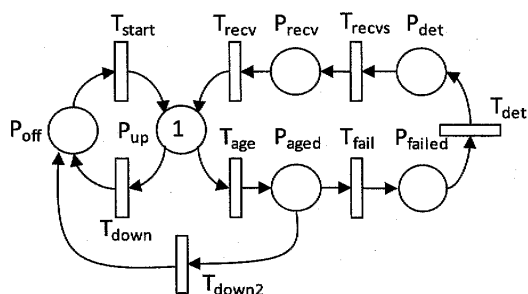 Tstart
Trecv
Precv
Trecvs
Pdet
Tdet
Poff
Pup
1
Tage
Paged
Tfail
Pfailed
Tdown
Tdown2